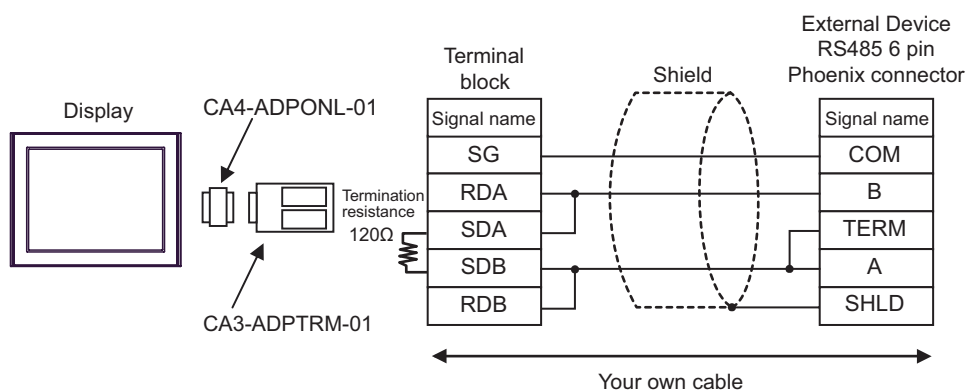 External Device
RS485 6 pin
Phoenix connector
Terminal
block
Shield
Display
CA4-ADPONL-01
Signal name
Signal name
SG
COM
RDA
B
Termination
resistance
120Ω
SDA
TERM
SDB
A
RDB
SHLD
CA3-ADPTRM-01
Your own cable